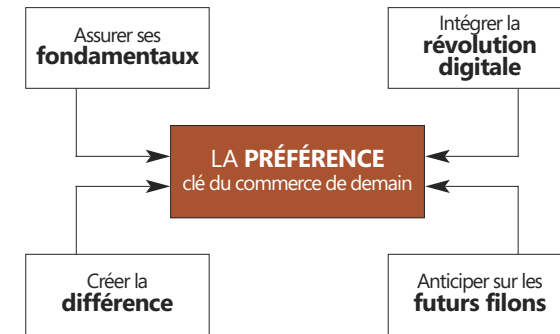 Assurer ses
fondamentaux
Intégrer la
révolution
digitale
LA PRÉFÉRENCE
clé du commerce de demain
Créer la
différence
Anticiper sur les
futurs filons